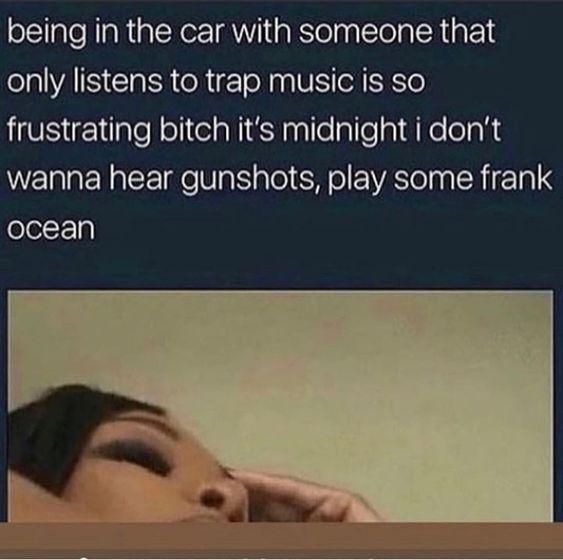 being in the car with someone that
only listens to trap music is so
frustrating bitch it's midnight i don't
wanna hear gunshots, play some frank
ocean